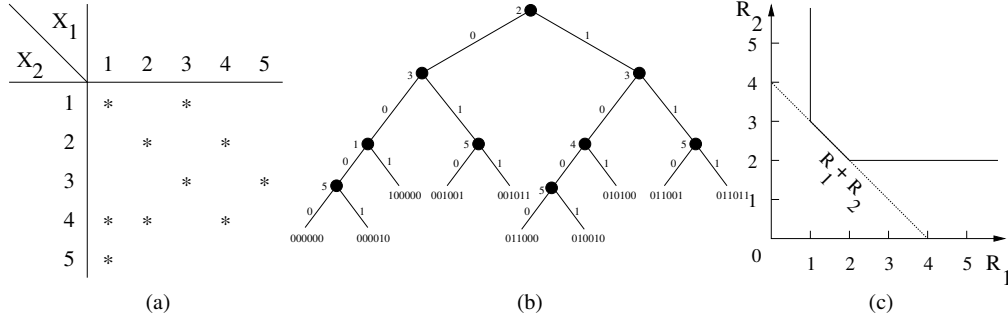 X1
X2
1 2 3 4 5
1 * *
2 * *
3 * *
4 * * *
5 *
(a)
2
0 1
3 3
0 1 0 1
1 5 4 5
0 1 0 1 0 1 0 1
5 100000 001001 001011 5 010100 011001 011011
0 1 0 1
000000 000010 011000 010010
(b)
R2
5
4
3
2
1
0
R1 + R2
1 2 3 4 5 R1
(c)